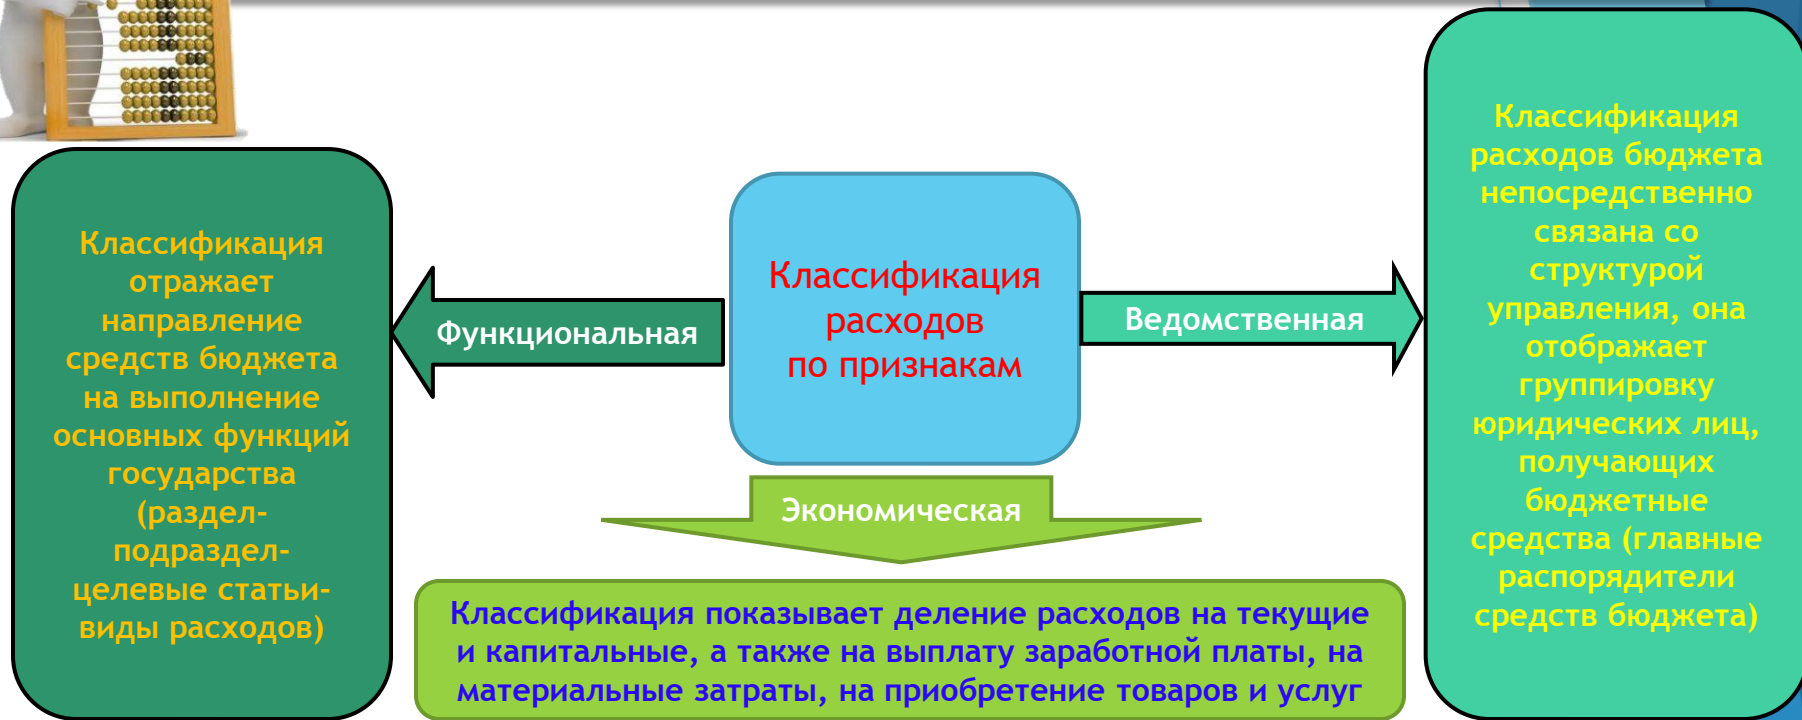 Классификация
расходов
по признакам
Функциональная
Классификация
отражает
направление
средств бюджета
на выполнение
основных функций
государства
(раздел-
подраздел-
целевые статьи-
виды расходов)
Экономическая
Классификация показывает деление расходов на текущие
и капитальные, а также на выплату заработной платы, на
материальные затраты, на приобретение товаров и услуг
Ведомственная
Классификация
расходов бюджета
непосредственно
связана со
структурой
управления, она
отображает
группировку
юридических лиц,
получающих
бюджетные
средства (главные
распорядители
средств бюджета)